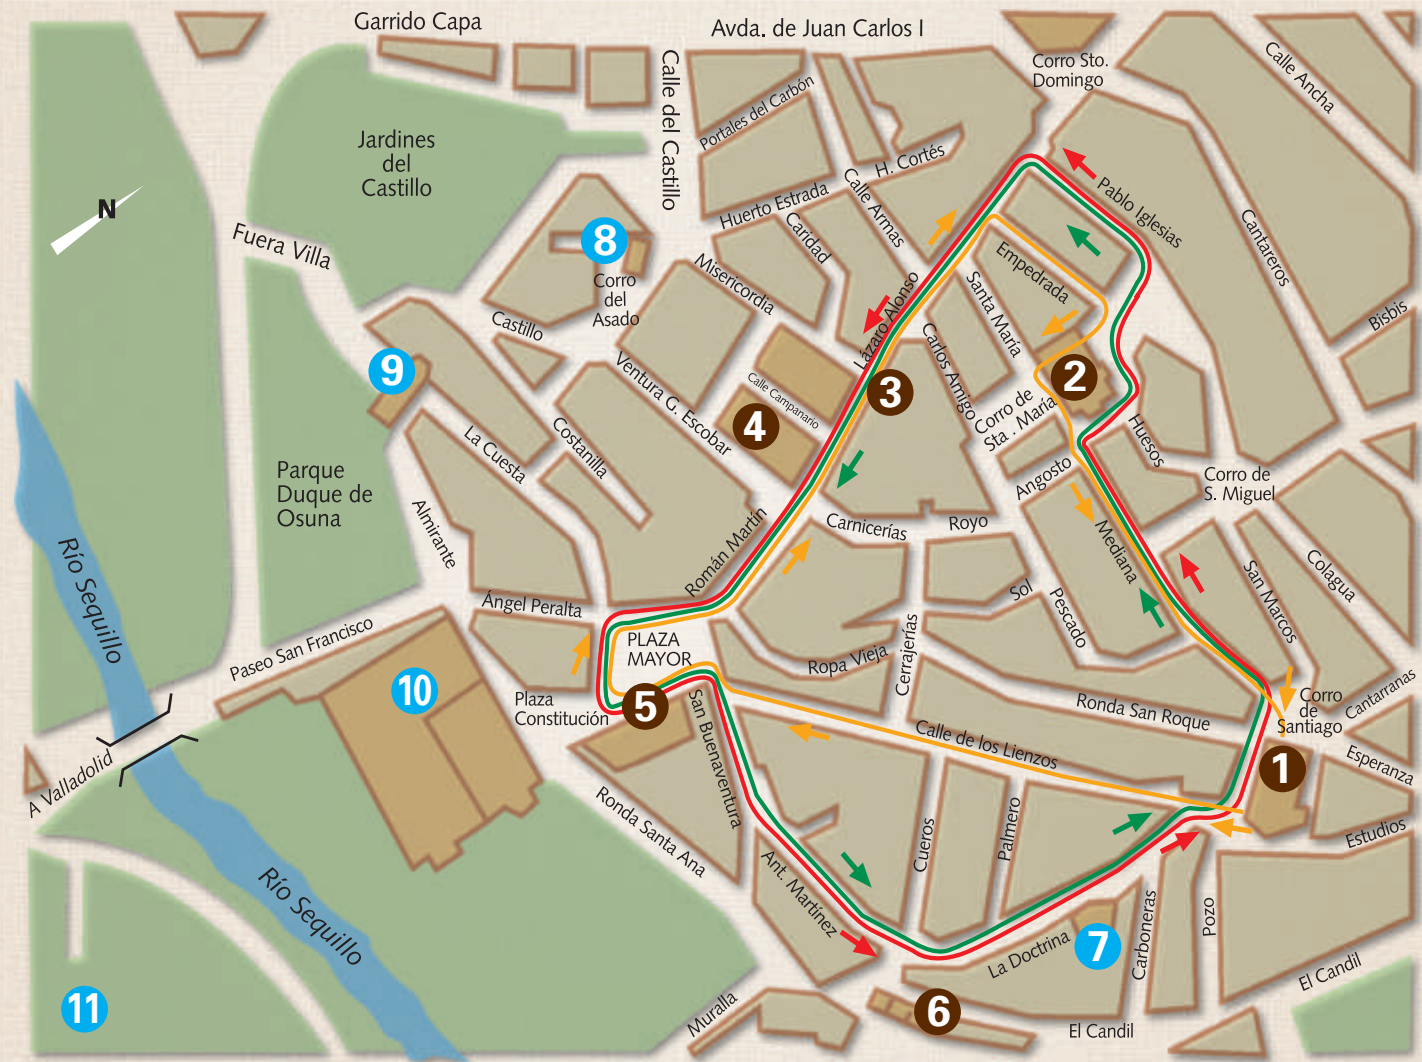 Garrido Capa
Avda. de Juan Carlos I
Calle del Castillo
Corro Sto.
Domingo
Calle Ancha
Portales del Carbón
Jardines
del
Castillo
H. Cortés
Huerto Estrada
Calle Armas
Caridad
Pablo Iglesias
Cantareros
N
Fuera Villa
8
Corro
del
Asado
Misericordia
Empedrada
Santa María
Lázaro Alonso
Carlos Amigo
Bisbis
Castillo
9
Ventura G. Escobar
Calle Campanario
3
4
2
Corro de
Sta . María
Huesos
La Cuesta
Costanilla
Angosto
Corro de
S. Miguel
Parque
Duque de
Osuna
Almirante
Román Martín
Carnicerías
Royo
Mediana
San Marcos
Colagua
Río Sequillo
Ángel Peralta
Sol
Pescado
Paseo San Francisco
PLAZA
MAYOR
Ropa Vieja
Cerrajerías
10
Plaza
Constitución
5
San Buenaventura
Ronda San Roque
Corro
de
Santiago
Cantarranas
Calle de los Lienzos
1
Esperanza
A Valladolid
Ronda Santa Ana
Cueros
Palmero
Estudios
Río Sequillo
Ant. Martínez
La Doctrina
7
Carboneras
Pozo
El Candil
11
Muralla
6
El Candil